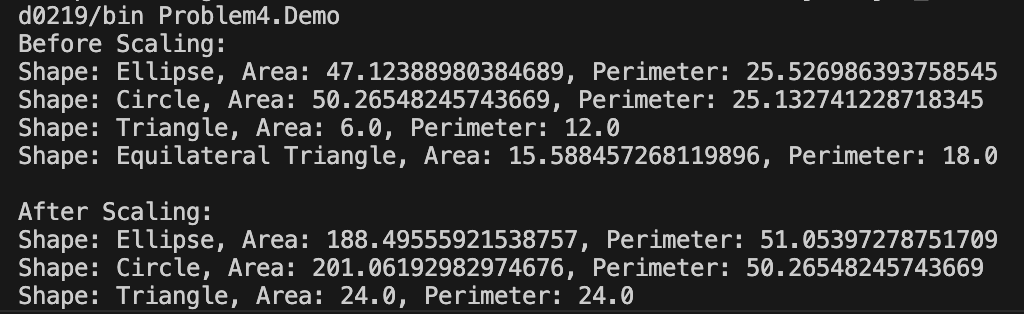 d0219/bin Problem4.Demo
Before Scaling:
Shape: Ellipse, Area: 47.12388980384689, Perimeter: 25.526986393758545
Shape: Circle, Area: 50.26548245743669, Perimeter: 25.132741228718345
Shape: Triangle, Area: 6.0, Perimeter: 12.0
Shape: Equilateral Triangle, Area: 15.588457268119896, Perimeter: 18.0
After Scaling:
Shape: Ellipse, Area: 188.49555921538757, Perimeter: 51.05397278751709
Shape: Circle, Area: 201.06192982974676, Perimeter: 50.26548245743669
Shape: Triangle, Area: 24.0, Perimeter: 24.0